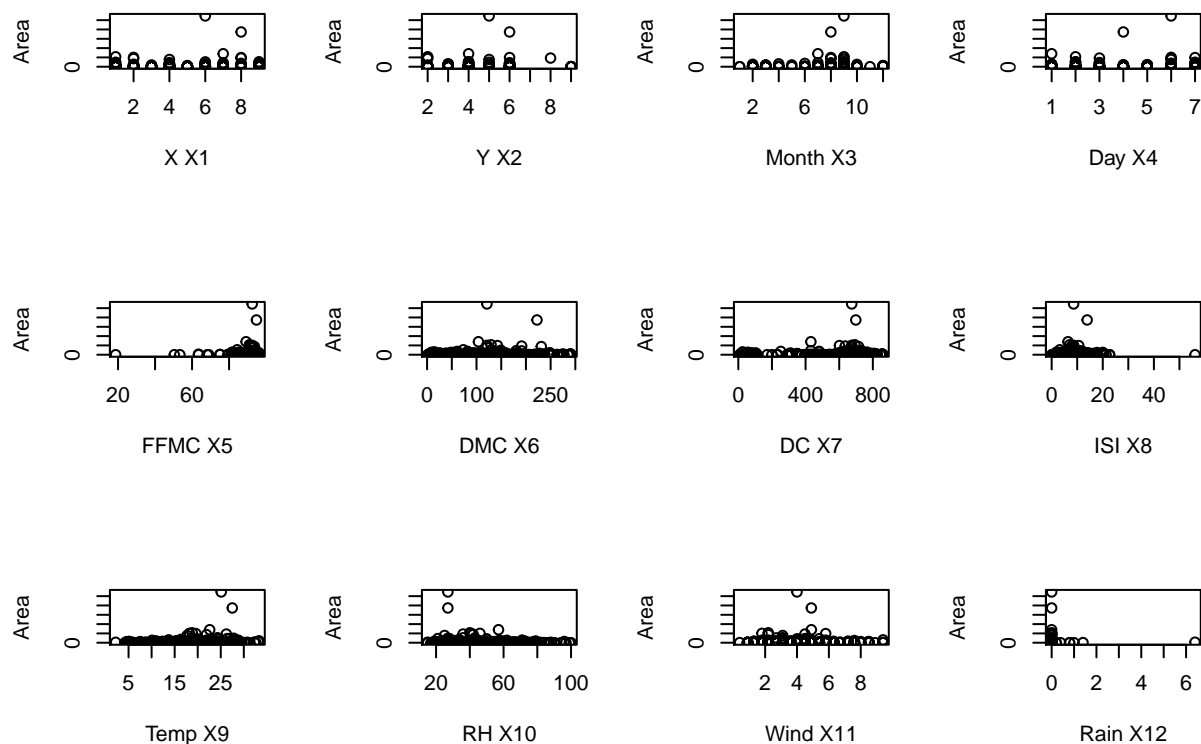 Area Area Area Area
0 0 0 0
2 4 6 8 2 4 6 8 2 6 10 1 3 5 7
X X1 Y X2 Month X3 Day X4
Area Area Area Area
0 0 0 0
20 60 0 100 250 0 400 800 0 20 40
FFMC X5 DMC X6 DC X7 ISI X8
Area Area Area Area
0 0 0 0
5 15 25 20 60 100 2 4 6 8 0 2 4 6
Temp X9 RH X10 Wind X11 Rain X12